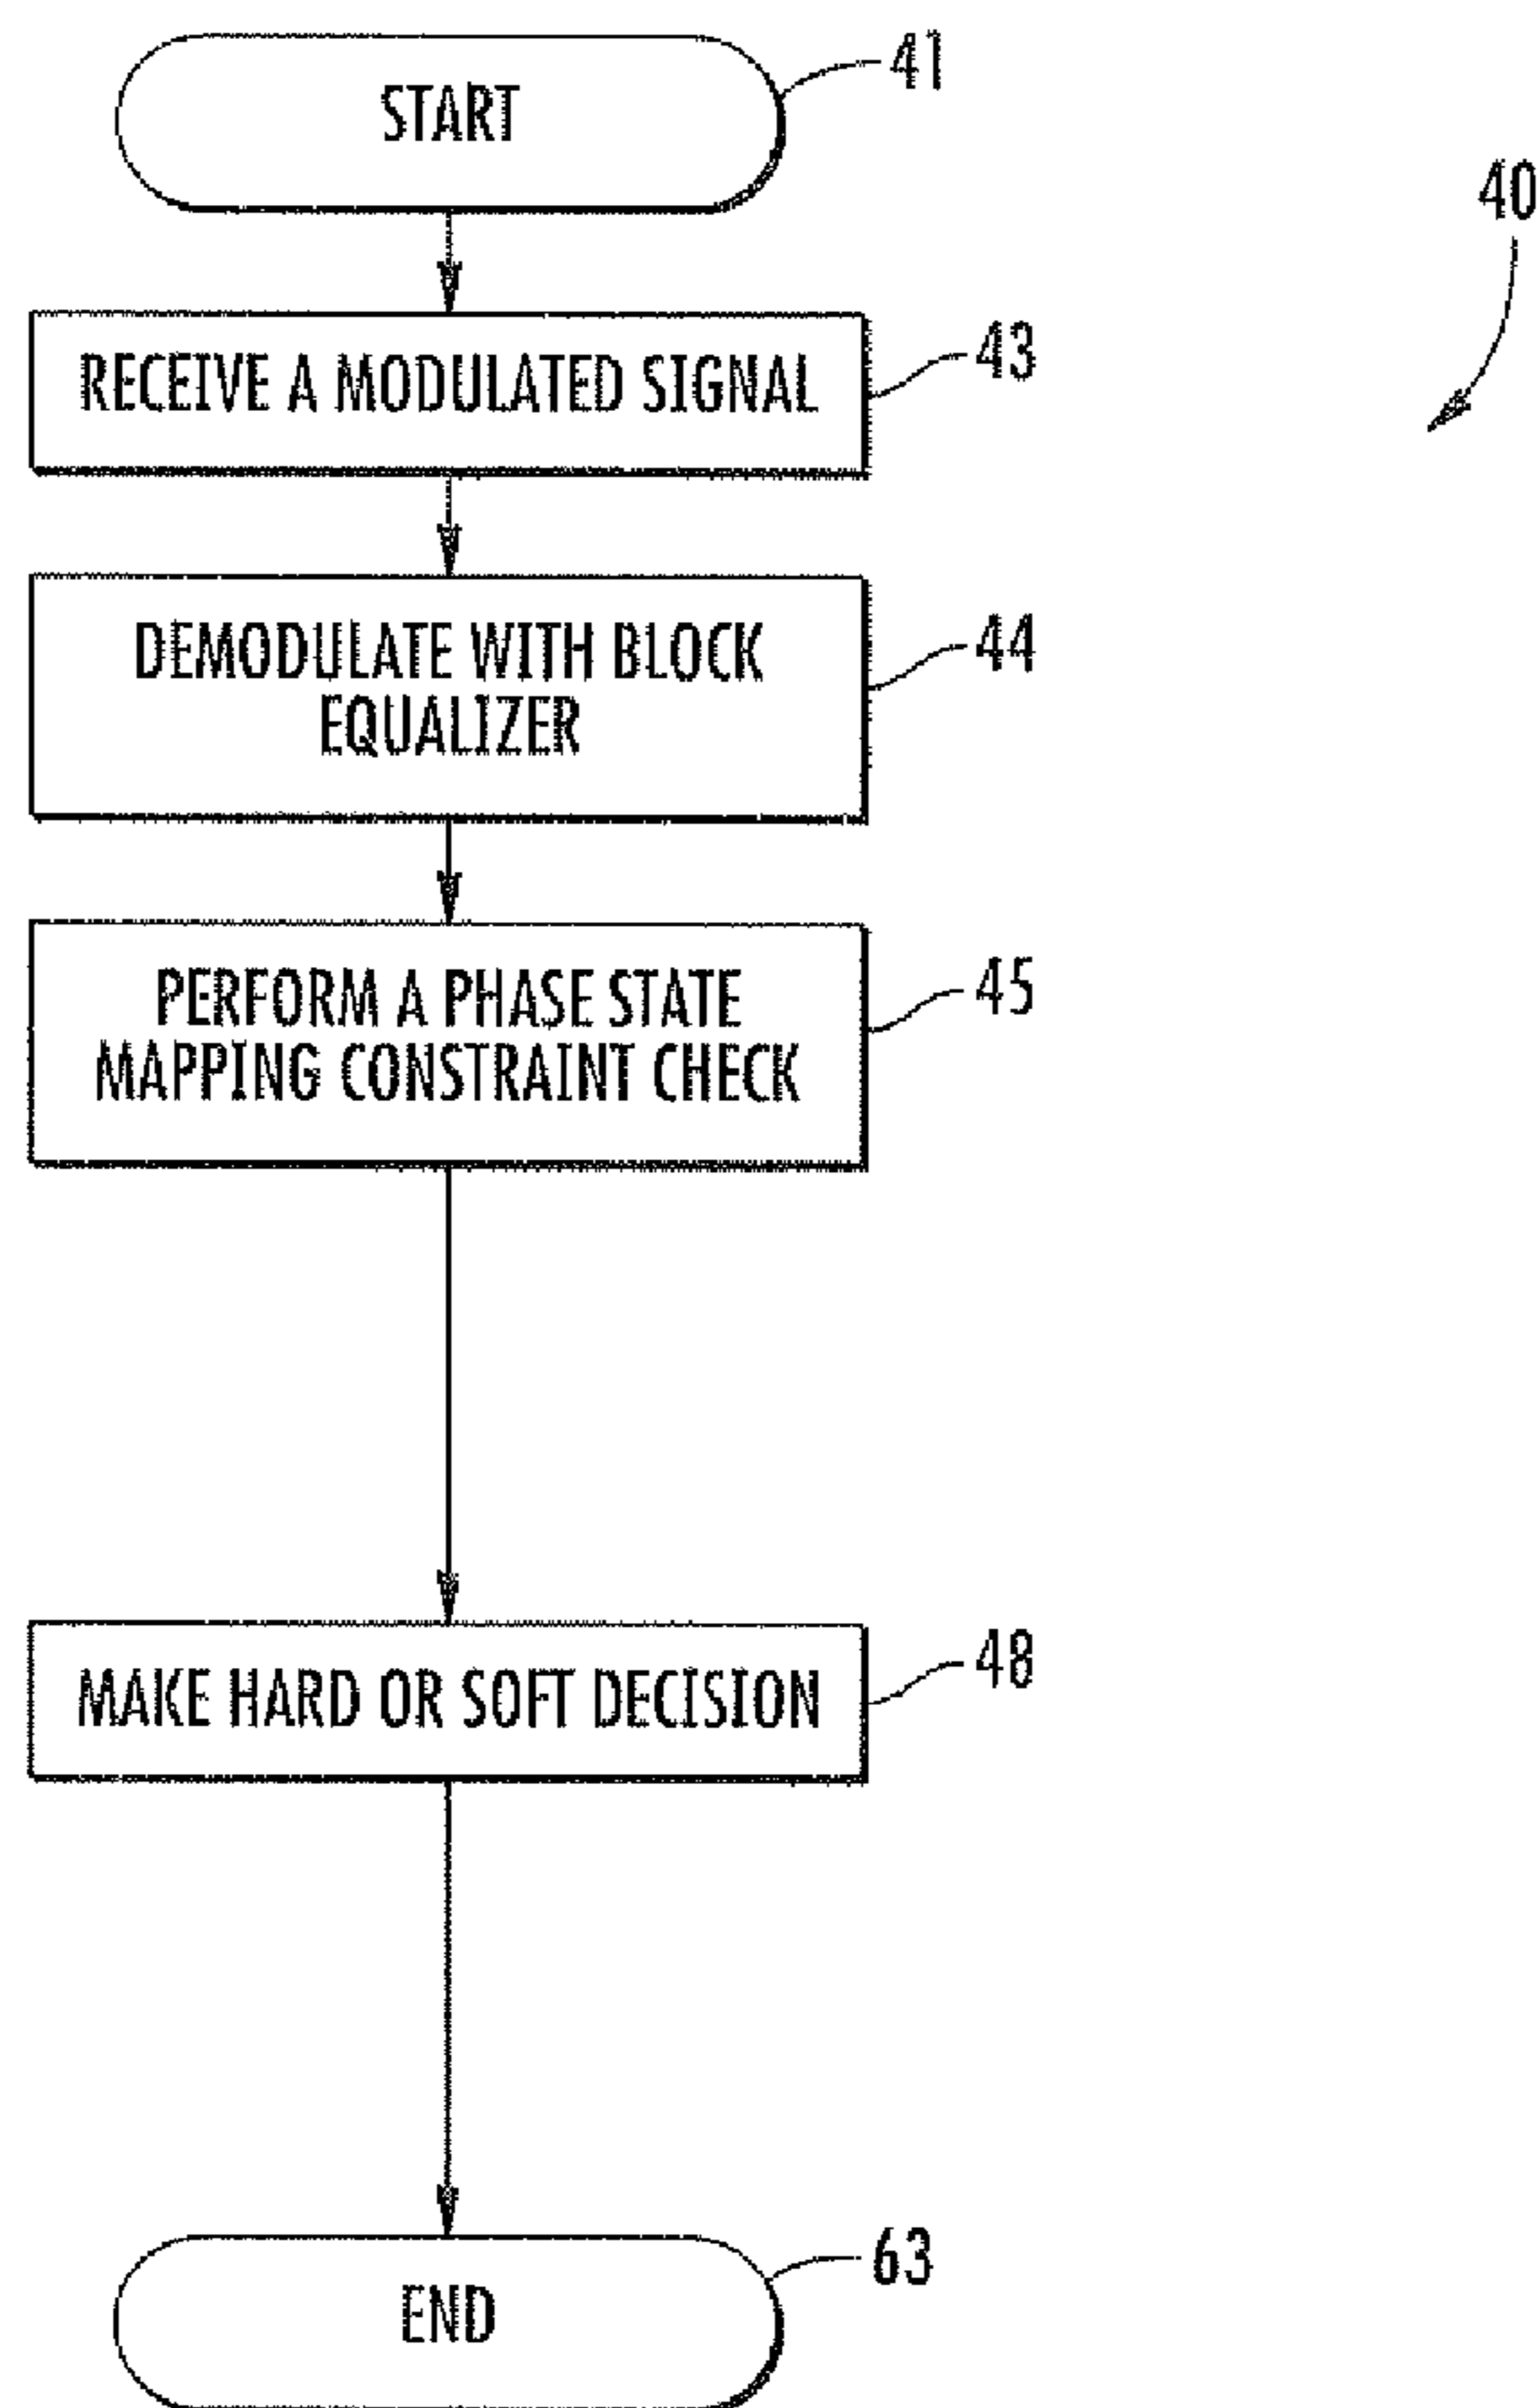 START
41
40
RECEIVE A MODULATED SIGNAL
43
DEMODULATE WITH BLOCK
EQUALIZER
44
PERFORM A PHASE STATE
MAPPING CONSTRAINT CHECK
45
MAKE HARD OR SOFT DECISION
48
END
63